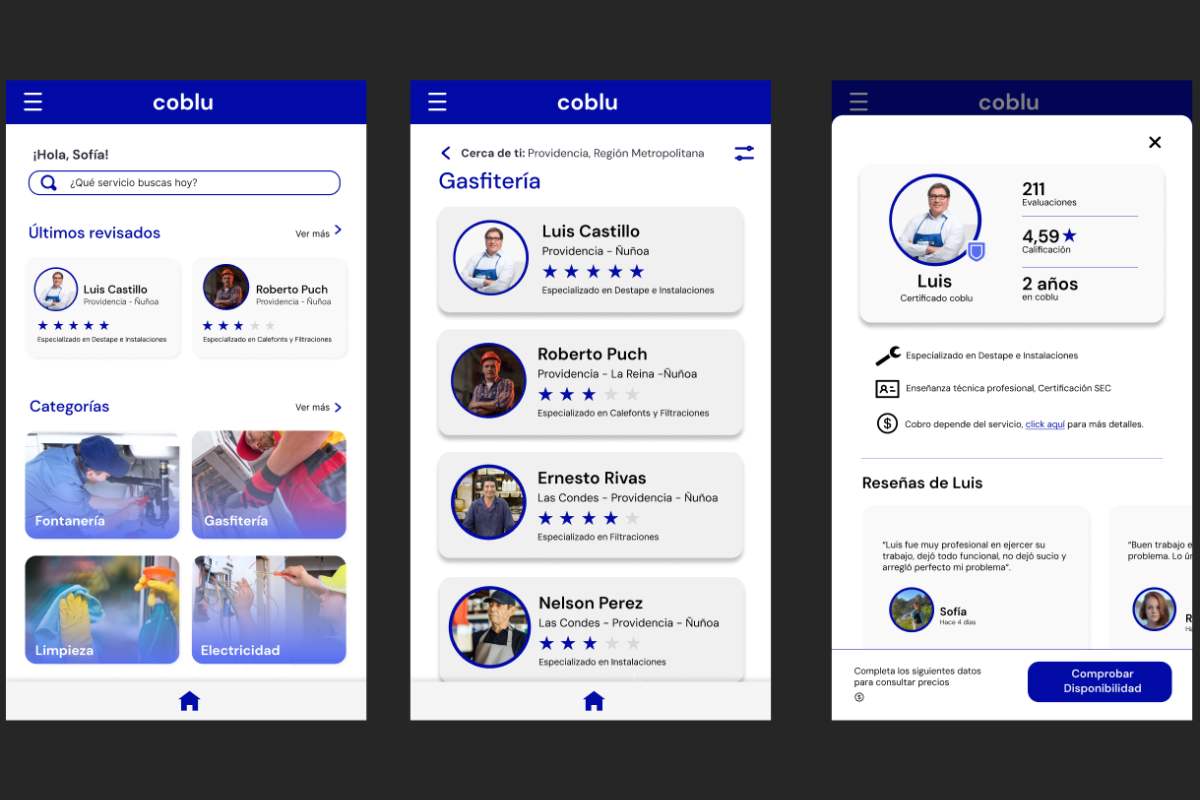 coblu
¡Hola, Sofía!
¿Qué servicio buscas hoy?
Últimos revisados
Ver más
Luis Castillo
Providencia - Ñuñoa
Especializado en Destape e Instalaciones
Roberto Puch
Providencia - Ñuñoa
Especializado en Calefonts y Filtraciones
Categorías
Ver más
Fontanería
Gasfitería
Limpieza
Electricidad
coblu
Cerca de ti: Providencia, Región Metropolitana
Gasfitería
Luis Castillo
Providencia - Ñuñoa
Especializado en Destape e Instalaciones
Roberto Puch
Providencia - La Reina -Ñuñoa
Especializado en Calefonts y Filtraciones
Ernesto Rivas
Las Condes - Providencia - Ñuñoa
Especializado en Filtraciones
Nelson Perez
Las Condes - Providencia - Ñuñoa
Especializado en Instalaciones
coblu
211
Evaluaciones
4,59
Calificación
2 años
en coblu
Luis
Certificado coblu
Especializado en Destape e Instalaciones
Enseñanza técnica profesional, Certificación SEC
Cobro depende del servicio, click aquí para más detalles.
Reseñas de Luis
"Luis fue muy profesional en ejercer su
trabajo, dejó todo funcional, no dejó sucio y
arregló perfecto mi problema".
Sofía
Hace 4 días
"Buen trabajo e
problema. Lo ú
R
Ha
Completa los siguientes datos
para consultar precios
Comprobar
Disponibilidad